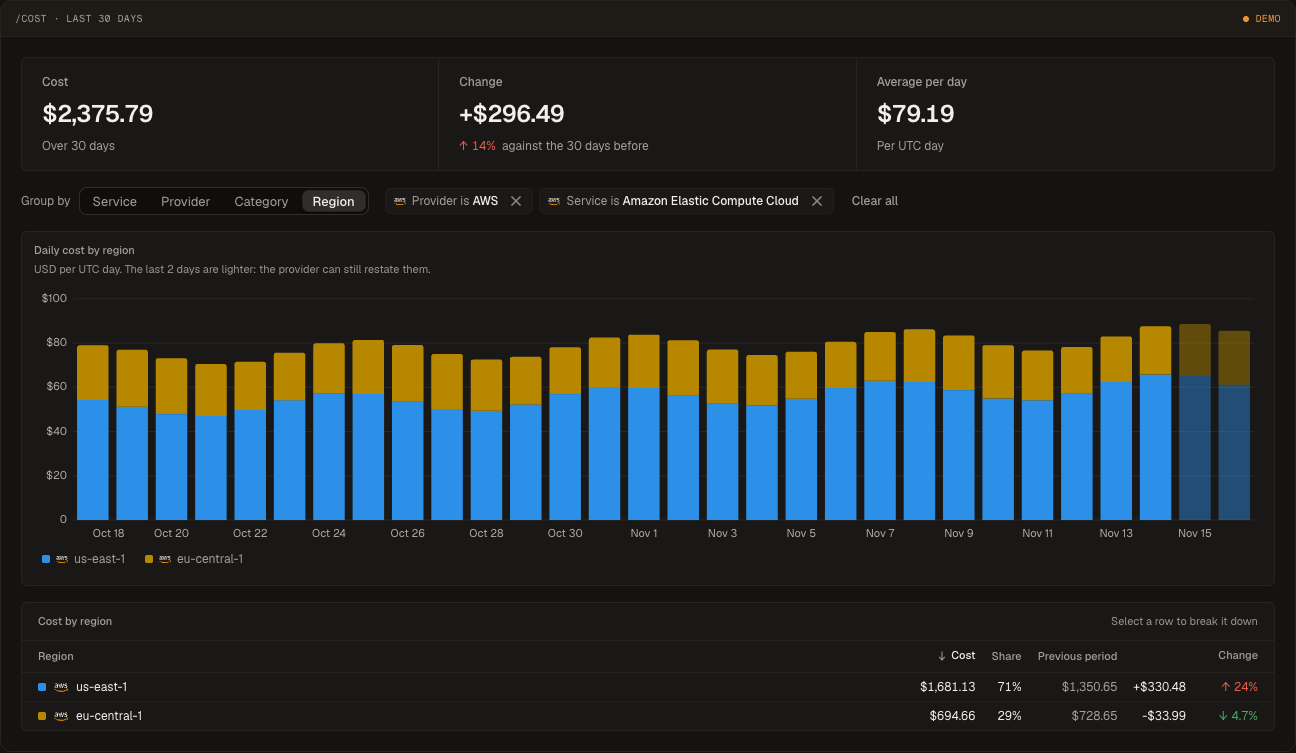 /COST · LAST 30 DAYS
DEMO
Cost
$2,375.79
Over 30 days
Change
+$296.49
↑ 14% against the 30 days before
Average per day
$79.19
Per UTC day
Group by Service Provider Category Region aws Provider is AWS aws Service is Amazon Elastic Compute Cloud Clear all
Daily cost by region
USD per UTC day. The last 2 days are lighter: the provider can still restate them.
$100
$80
$60
$40
$20
0
Oct 18 Oct 20 Oct 22 Oct 24 Oct 26 Oct 28 Oct 30 Nov 1 Nov 3 Nov 5 Nov 7 Nov 9 Nov 11 Nov 13 Nov 15
aws us-east-1 aws eu-central-1
Cost by region
Select a row to break it down
Region ↓ Cost Share Previous period Change
aws us-east-1 $1,681.13 71% $1,350.65 +$330.48 ↑ 24%
aws eu-central-1 $694.66 29% $728.65 -$33.99 ↓ 4.7%